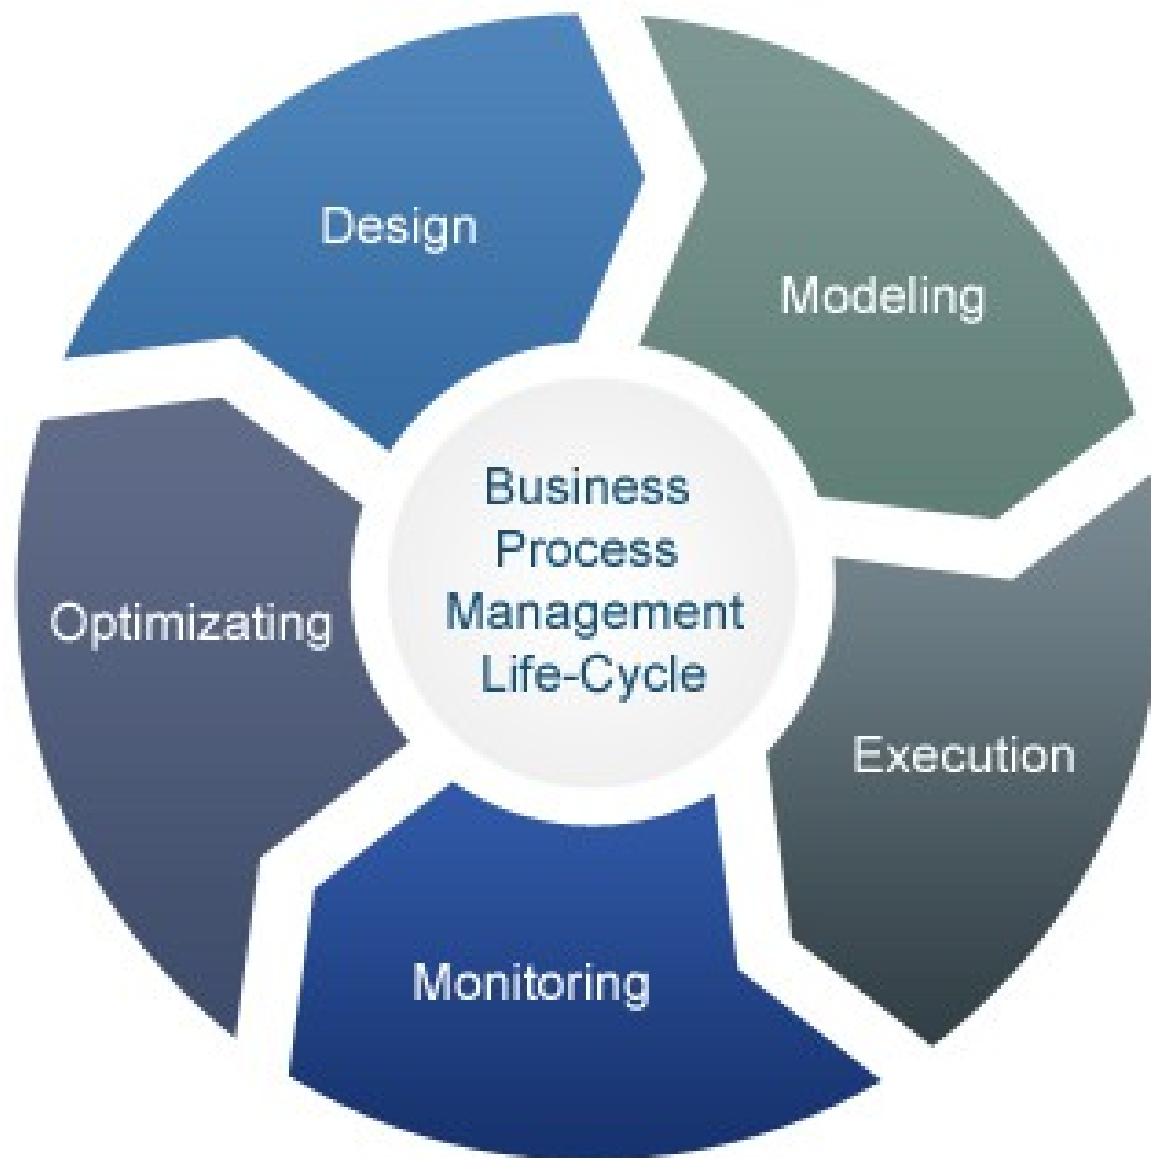 Design
Modeling
Business
Process
Management
Life-Cycle
Optimizating
Execution
Monitoring